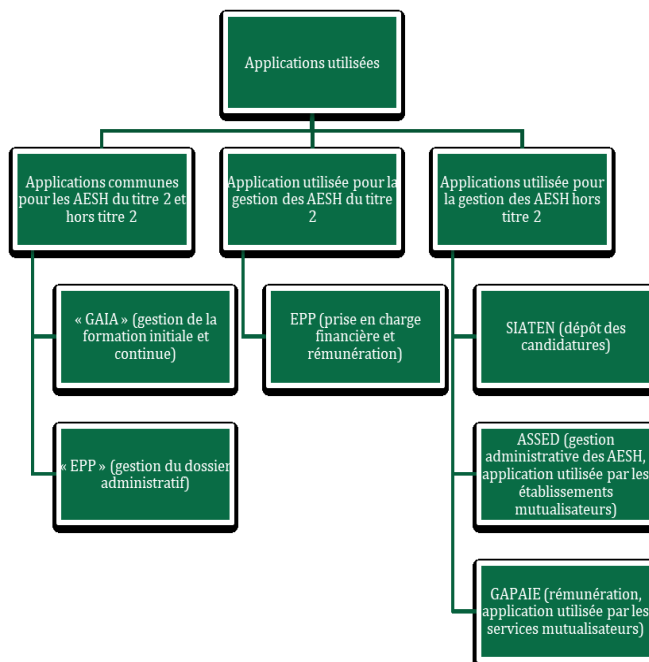 Applications utilisées
Applications communes
pour les AESH du titre 2 et
hors titre 2
Application utilisée pour la
gestion des AESH du titre
2
Applications utilisée pour
la gestion des AESH hors
titre 2
« GAIA » (gestion de la
formation initiale et
continue)
« EPP » (gestion du dossier
administratif)
EPP (prise en charge
financière et
rémunération)
SIATEN (dépôt des
candidatures)
ASSED (gestion
administrative des AESH,
application utilisée par les
établissements
mutualisateurs)
GAPAIE (rémunération,
application utilisée par les
services mutualisateurs)